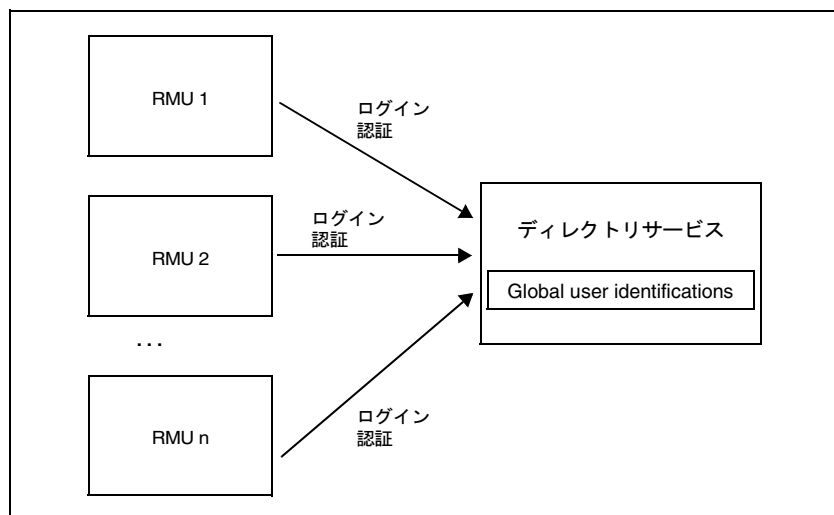 RMU 1
ログイン
認証
RMU 2
ログイン
認証
ディレクトリサービス
Global user identifications
...
RMU n
ログイン
認証